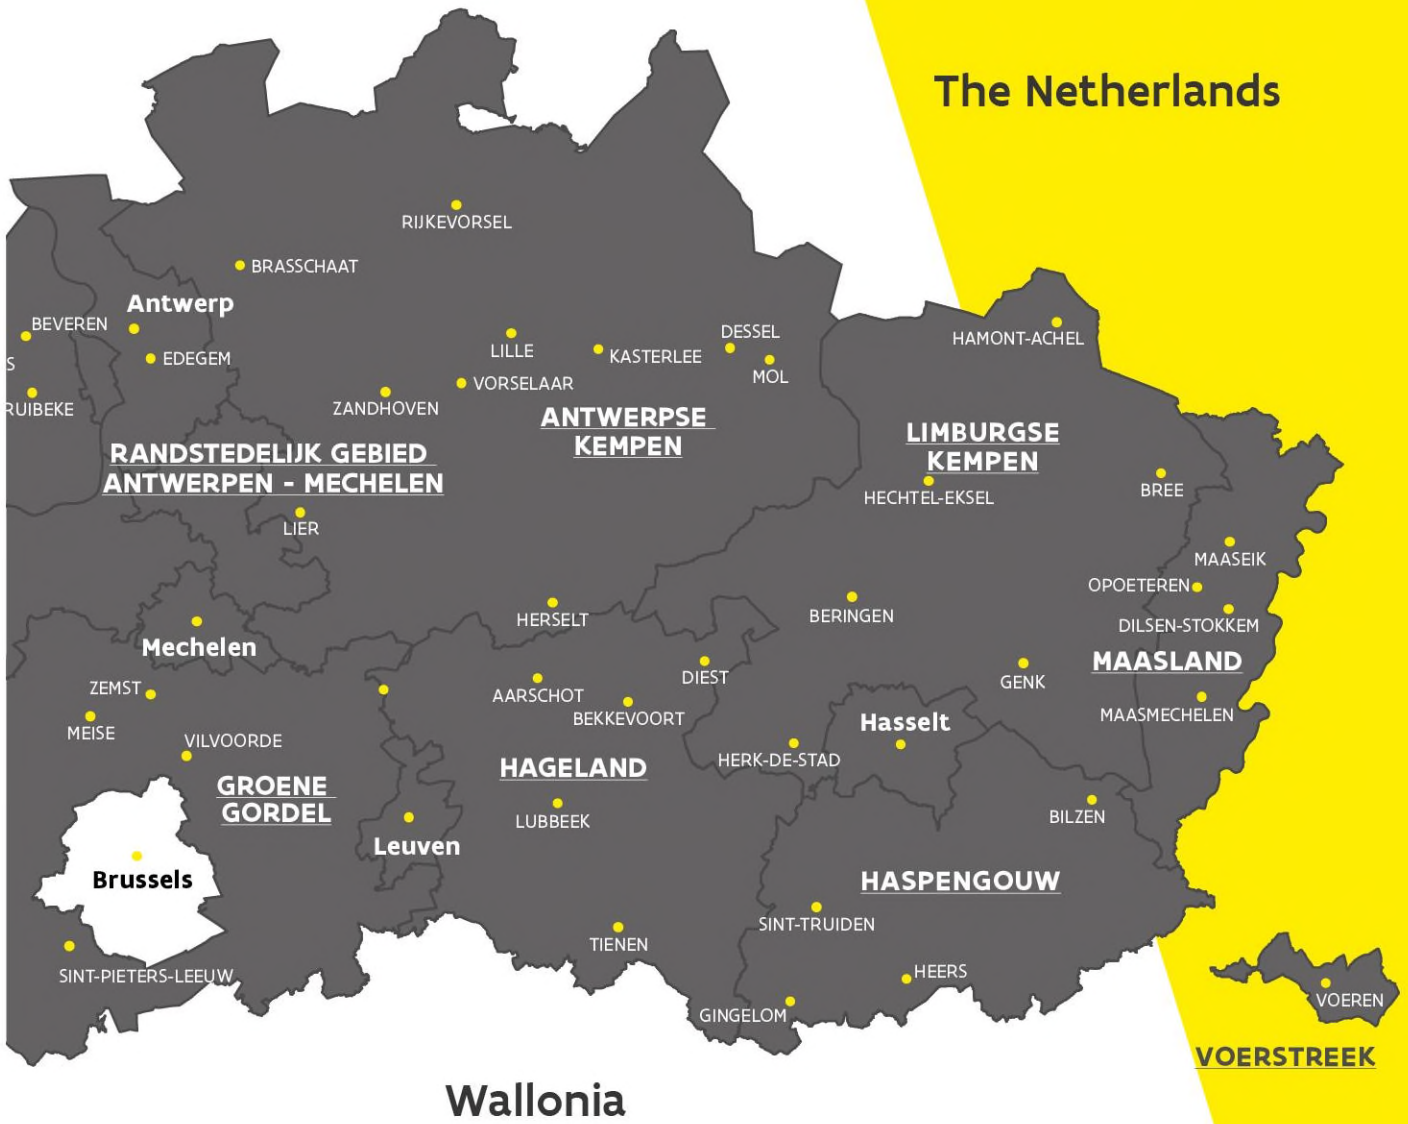 The Netherlands
RIJKEVORSEL
BRASSCHAAT
Antwerp
BEVEREN
EDEGEM
S
RUIBEKE
LILLE
KASTERLEE
DESSEL
MOL
VORSELAAR
ZANDHOVEN
HAMONT-ACHEL
ANTWERPSE
KEMPEN
RANDSTEDELIJK GEBIED
ANTWERPEN - MECHELEN
LIMBURGSE
KEMPEN
HECHTEL-EKSEL
BREE
LIER
MAASEIK
OPOETEREN
DILSEN-STOKKEM
HERSELT
BERINGEN
Mechelen
MAASLAND
ZEMST
MEISE
VILVOORDE
AARSCHOT
BEKKEVOORT
DIEST
GENK
MAASMECHELEN
Hasselt
HERK-DE-STAD
GROENE
GORDEL
HAGELAND
LUBBEEK
BILZEN
Leuven
Brussels
HASPENGOUW
SINT-TRUIDEN
TIENEN
SINT-PIETERS-LEEUW
HEERS
GINGELOM
VOEREN
VOERSTREEK
Wallonia